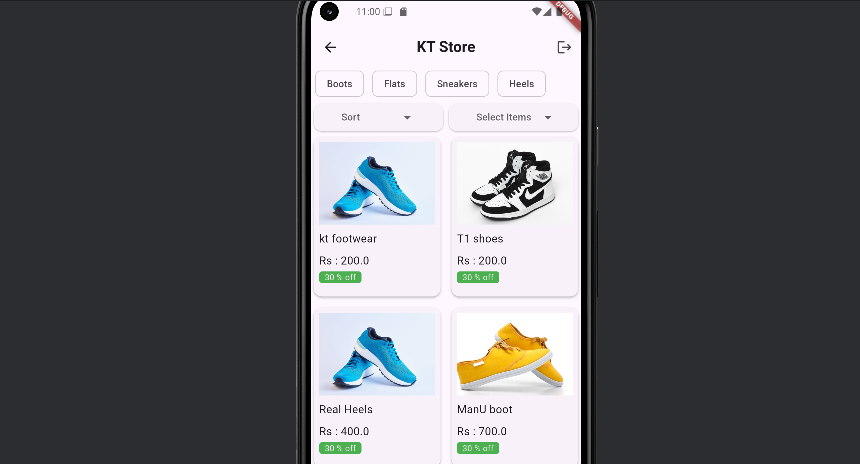 11:00
DEBUG
KT Store
Boots Flats Sneakers Heels
Sort Select Items
kt footwear T1 shoes
Rs : 200.0 Rs : 200.0
30 % off 30 % off
Real Heels ManU boot
Rs : 400.0 Rs : 700.0
30 % off 30 % off